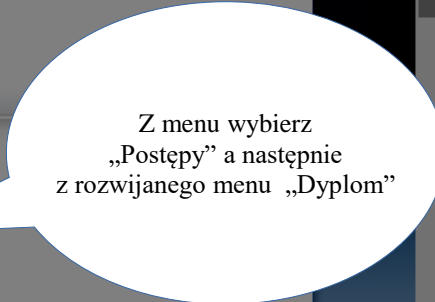 Z menu wybierz
„Postępy” a następnie
z rozwijanego menu „Dyplom”